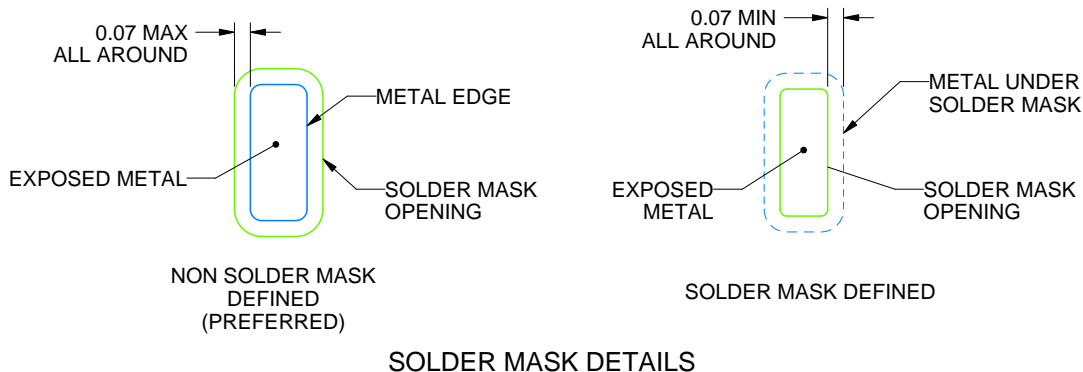 0.07 MAX
ALL AROUND
METAL EDGE
EXPOSED METAL
SOLDER MASK
OPENING
NON SOLDER MASK
DEFINED
(PREFERRED)
0.07 MIN
ALL AROUND
METAL UNDER
SOLDER MASK
EXPOSED
METAL
SOLDER MASK
OPENING
SOLDER MASK DEFINED
SOLDER MASK DETAILS